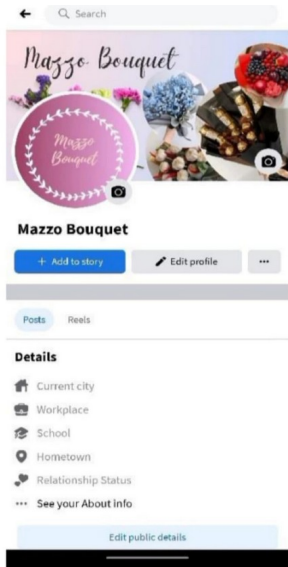 Search
Mazzo Bouquet
Mazzo
Bouquet
Mazzo Bouquet
+ Add to story
Edit profile
Posts
Reels
Details
Current city
Workplace
School
Hometown
Relationship Status
See your About info
Edit public details